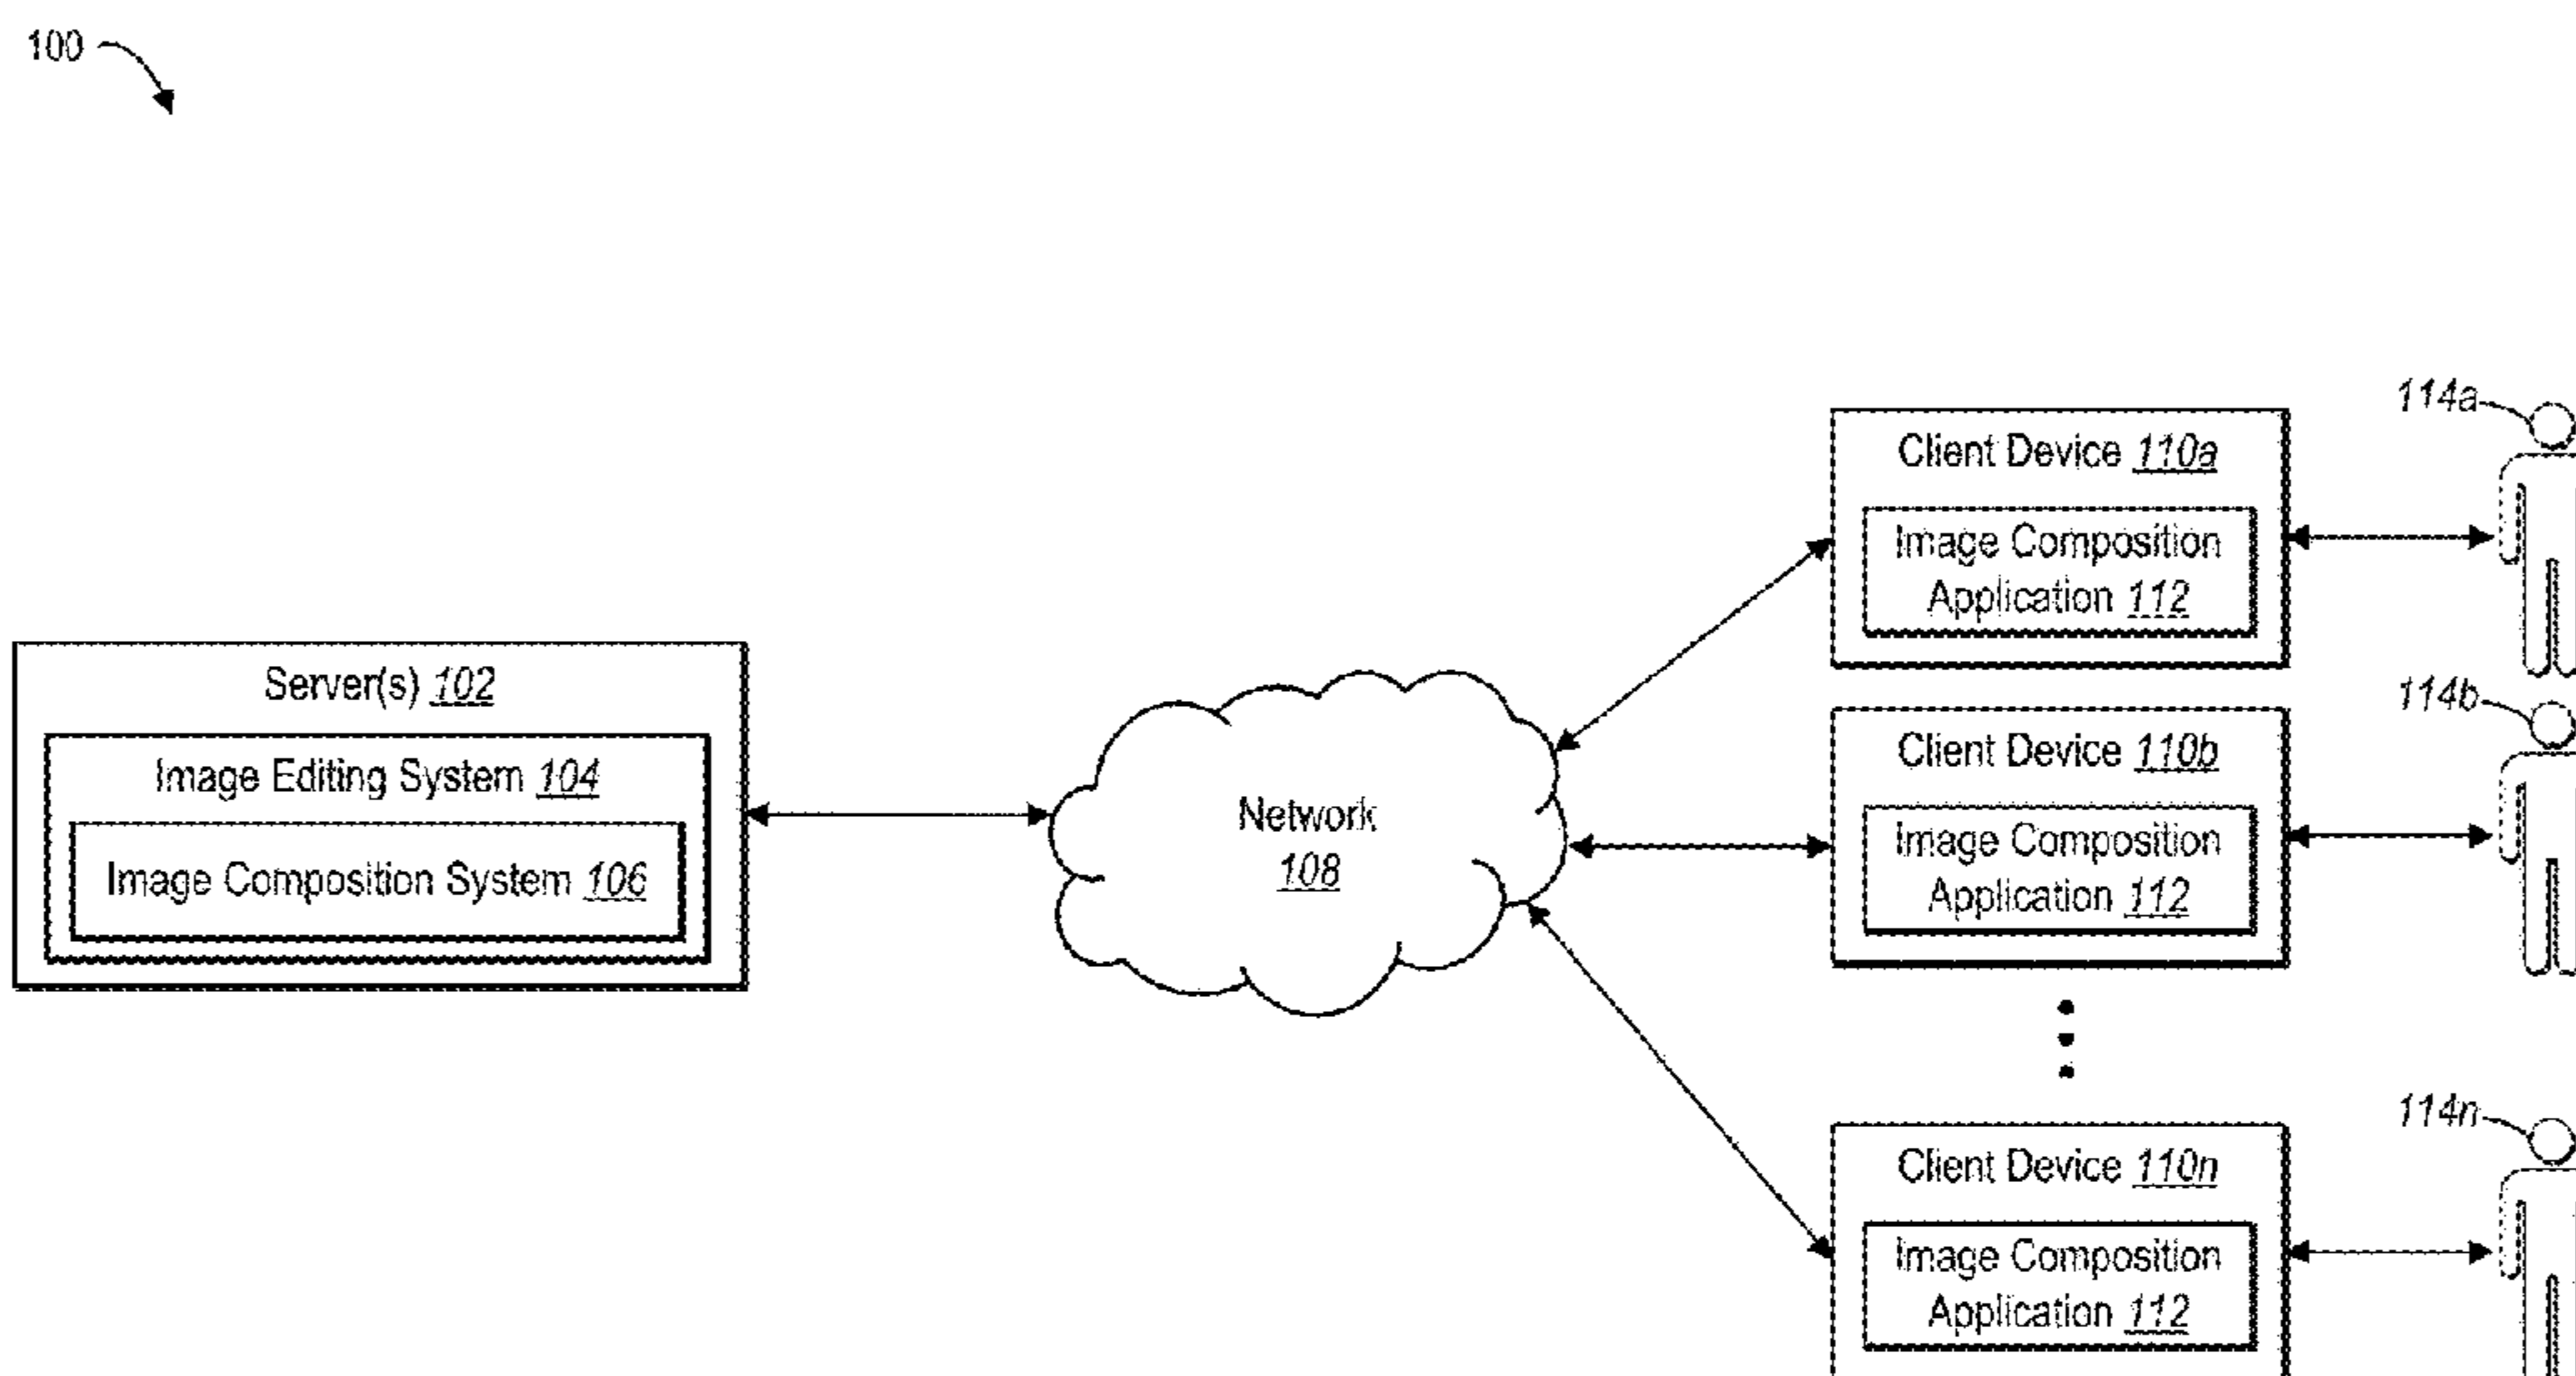 100
Server(s) 102
Image Editing System 104
Image Composition System 106
Network
108
Client Device 110a
Image Composition
Application 112
114a
Client Device 110b
Image Composition
Application 112
114b
Client Device 110n
Image Composition
Application 112
114n